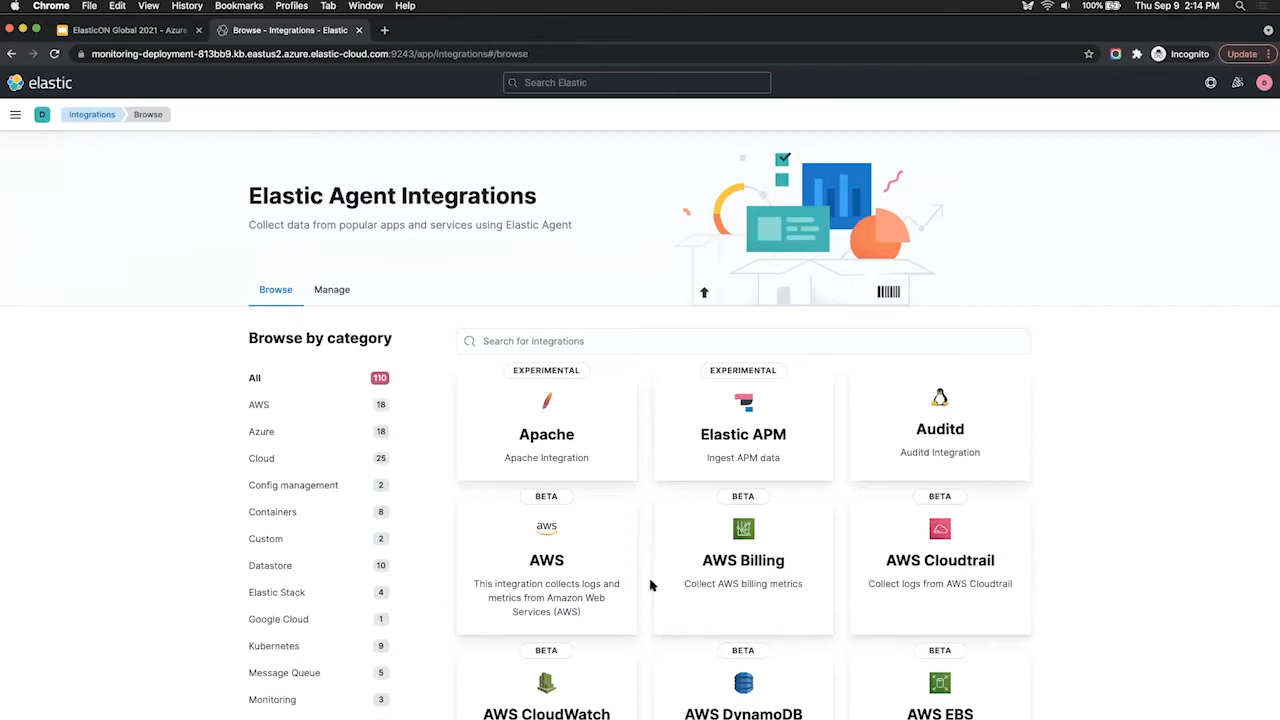 Chrome File Edit View History Bookmarks Profiles Tab Window Help 100% Thu Sep 9 2:14 PM
ElasticON Global 2021 - Azure Browse - Integrations - Elastic
monitoring-deployment-813bb9.kb.eastus2.azure.elastic-cloud.com:9243/app/integrations#/browse Incognito Update
elastic Search Elastic
D Integrations Browse
Elastic Agent Integrations
Collect data from popular apps and services using Elastic Agent
Browse Manage
Browse by category
All 110
AWS 18
Azure 18
Cloud 25
Config management 2
Containers 8
Custom 2
Datastore 10
Elastic Stack 4
Google Cloud 1
Kubernetes 9
Message Queue 5
Monitoring 3
Search for integrations
EXPERIMENTAL
Apache
Apache Integration
EXPERIMENTAL
Elastic APM
Ingest APM data
Auditd
Auditd Integration
BETA
aws
AWS
This integration collects logs and
metrics from Amazon Web
Services (AWS)
BETA
AWS Billing
Collect AWS billing metrics
BETA
AWS Cloudtrail
Collect logs from AWS Cloudtrail
BETA
AWS CloudWatch
BETA
AWS DynamoDB
BETA
AWS EBS